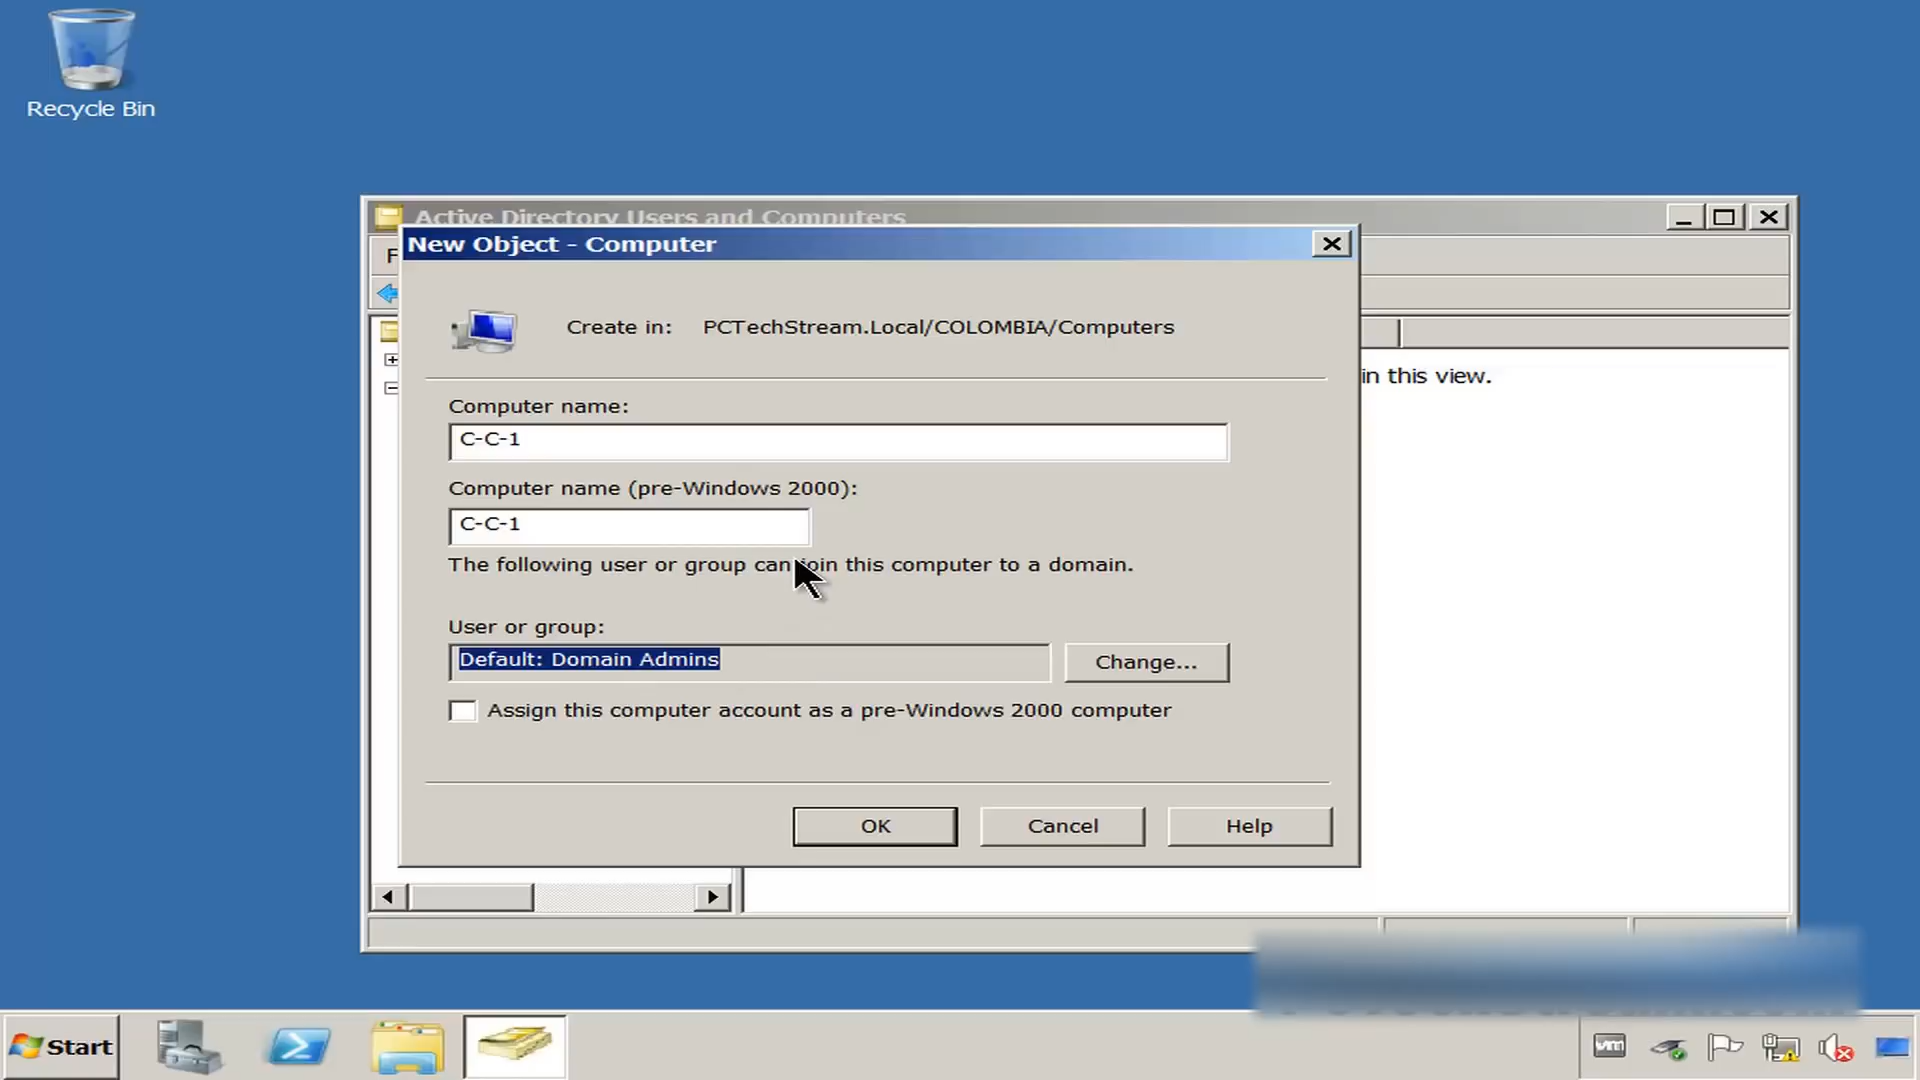 Recycle Bin
Active Directory Users and Computers
New Object - Computer
F
Create in: PCTechStream.Local/COLOMBIA/Computers
in this view.
Computer name:
C-C-1
Computer name (pre-Windows 2000):
C-C-1
The following user or group can join this computer to a domain.
User or group:
Default: Domain Admins
Change...
Assign this computer account as a pre-Windows 2000 computer
OK
Cancel
Help
Start
vm